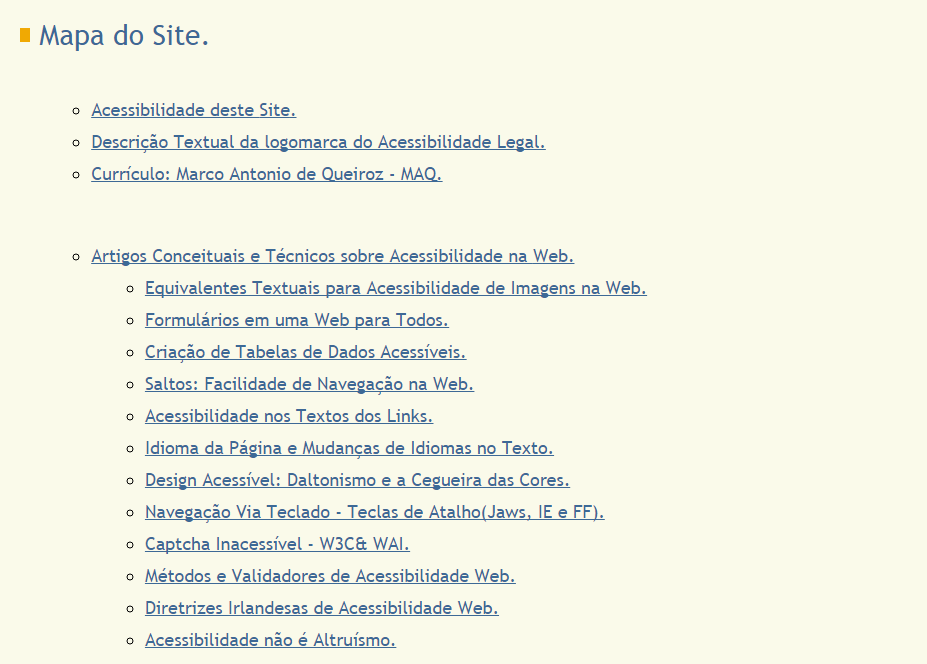 Mapa do Site.
Acessibilidade deste Site.
Descrição Textual da logomarca do Acessibilidade Legal.
Currículo: Marco Antonio de Queiroz - MAQ.
Artigos Conceituais e Técnicos sobre Acessibilidade na Web.
Equivalentes Textuais para Acessibilidade de Imagens na Web.
Formulários em uma Web para Todos.
Criação de Tabelas de Dados Acessíveis.
Saltos: Facilidade de Navegação na Web.
Acessibilidade nos Textos dos Links.
Idioma da Página e Mudanças de Idiomas no Texto.
Design Acessível: Daltonismo e a Cegueira das Cores.
Navegação Via Teclado - Teclas de Atalho(Jaws, IE e FF).
Captcha Inacessível - W3C& WAI.
Métodos e Validadores de Acessibilidade Web.
Diretrizes Irlandesas de Acessibilidade Web.
Acessibilidade não é Altruísmo.